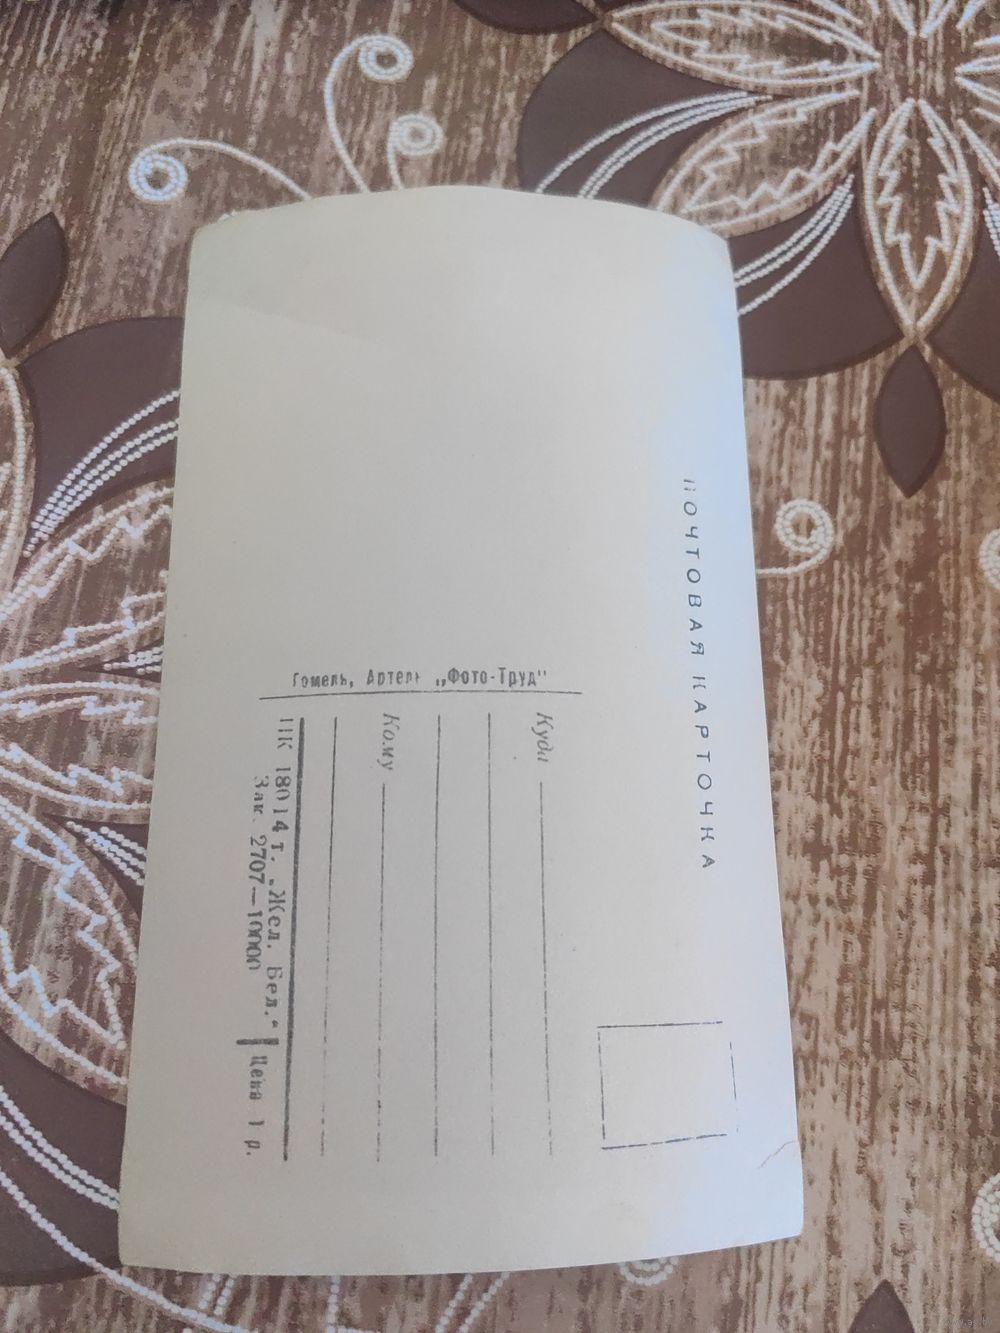 ПОЧТОВАЯ КАРТОЧКА
Гомель, Артель „Фото-Труд"
Куда
Кому
ПК 18014 т. „Жел. Бел.“ Цена 1 р.
Зак. 2707—10000